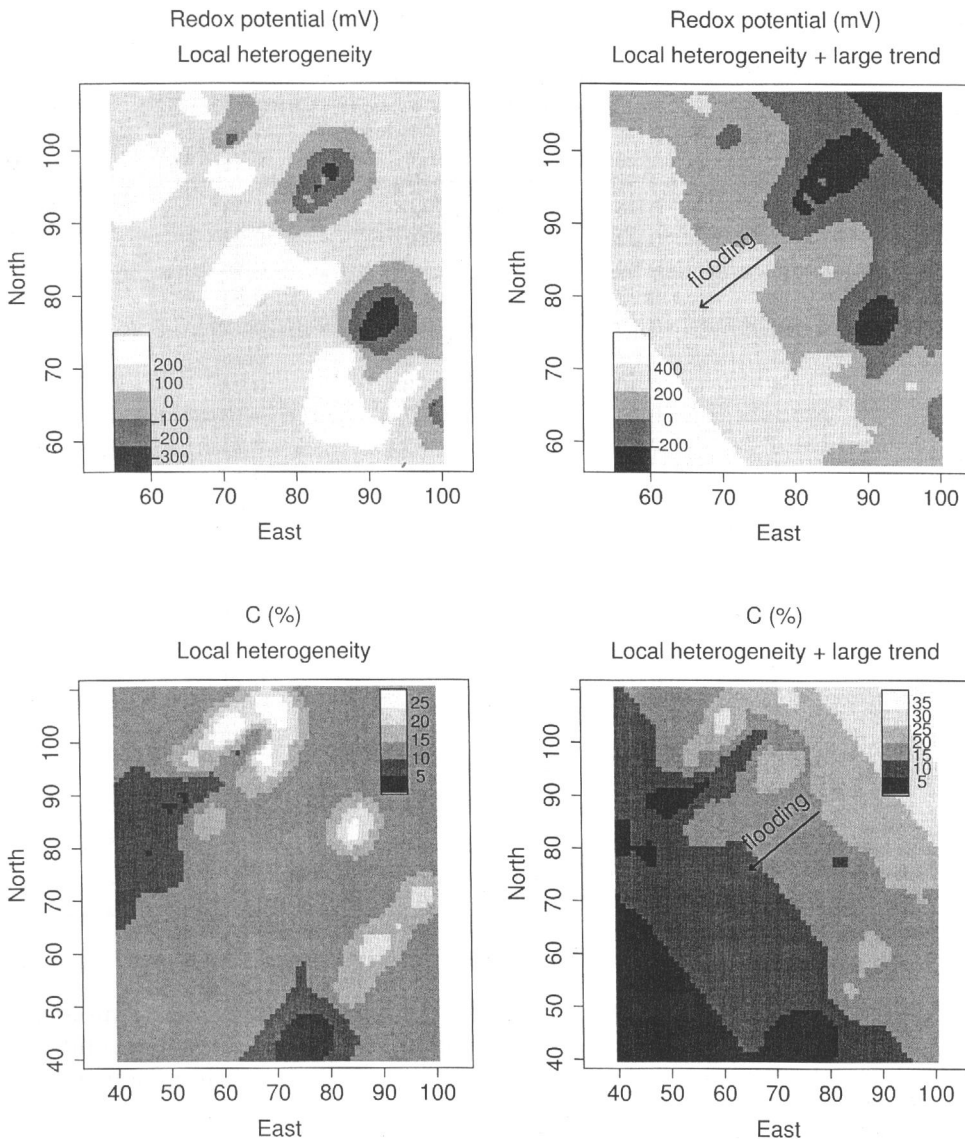 Redox potential (mV)
Local heterogeneity
North
100
90
80
70
60
200
100
0
-100
-200
-300
60 70 80 90 100
East
Redox potential (mV)
Local heterogeneity + large trend
North
100
90
80
70
60
flooding
400
200
0
-200
60 70 80 90 100
East
C (%)
Local heterogeneity
North
100
90
80
70
60
50
40
25
20
15
10
5
40 50 60 70 80 90 100
East
C (%)
Local heterogeneity + large trend
North
100
90
80
70
60
50
40
35
30
25
20
15
10
5
flooding
40 50 60 70 80 90 100
East